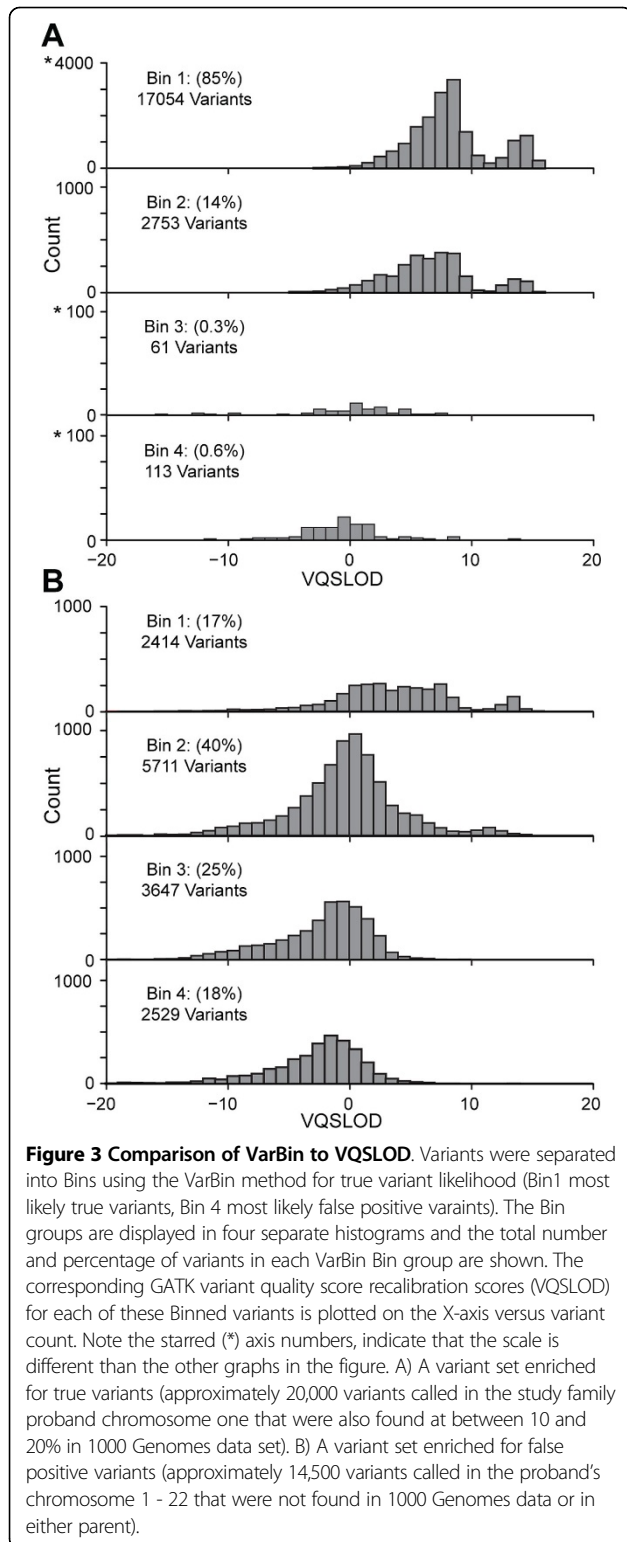 A
*4000
Bin 1: (85%)
17054 Variants
0
1000
Bin 2: (14%)
2753 Variants
Count
0
* 100
Bin 3: (0.3%)
61 Variants
0
* 100
Bin 4: (0.6%)
113 Variants
0
−20
−10
0
10
20
VQSLOD
B
1000
Bin 1: (17%)
2414 Variants
0
1000
Bin 2: (40%)
5711 Variants
Count
0
1000
Bin 3: (25%)
3647 Variants
0
1000
Bin 4: (18%)
2529 Variants
0
−20
−10
0
10
20
VQSLOD
Figure 3 Comparison of VarBin to VQSLOD. Variants were separated
into Bins using the VarBin method for true variant likelihood (Bin1 most
likely true variants, Bin 4 most likely false positive varaints). The Bin
groups are displayed in four separate histograms and the total number
and percentage of variants in each VarBin Bin group are shown. The
corresponding GATK variant quality score recalibration scores (VQSLOD)
for each of these Binned variants is plotted on the X-axis versus variant
count. Note the starred (*) axis numbers, indicate that the scale is
different than the other graphs in the figure. A) A variant set enriched
for true variants (approximately 20,000 variants called in the study family
proband chromosome one that were also found at between 10 and
20% in 1000 Genomes data set). B) A variant set enriched for false
positive variants (approximately 14,500 variants called in the proband's
chromosome 1 - 22 that were not found in 1000 Genomes data or in
either parent).